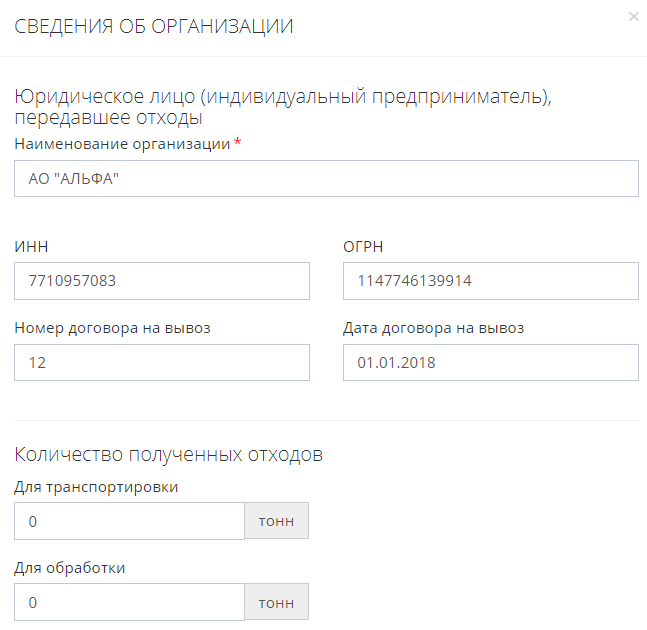 СВЕДЕНИЯ ОБ ОРГАНИЗАЦИИ
×
Юридическое лицо (индивидуальный предприниматель),
передавшее отходы
Наименование организации *
АО "АЛЬФА"
ИНН
ОГРН
7710957083
1147746139914
Номер договора на вывоз
Дата договора на вывоз
12
01.01.2018
Количество полученных отходов
Для транспортировки
0 тонн
Для обработки
0 тонн